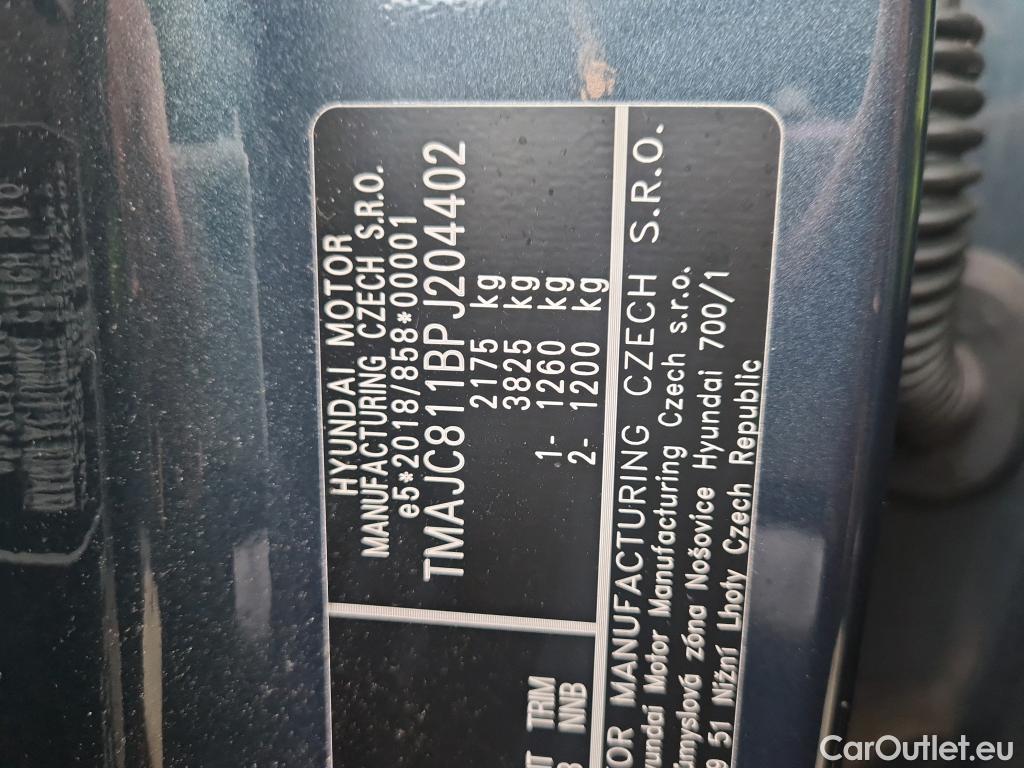 HYUNDAI MOTOR
MANUFACTURING CZECH S.R.O.
e5*2018/858*00001
TMAJC811BPJ204402
2175 kg
3825 kg
1- 1260 kg
2- 1200 kg
TRIM
NNB
MANUFACTURING CZECH S.R.O.
Motor Manufacturing Czech s.r.o.
zóna Nošovice Hyundai 700/1
51 Nižní Lhoty Czech Republic
CarOutlet.eu